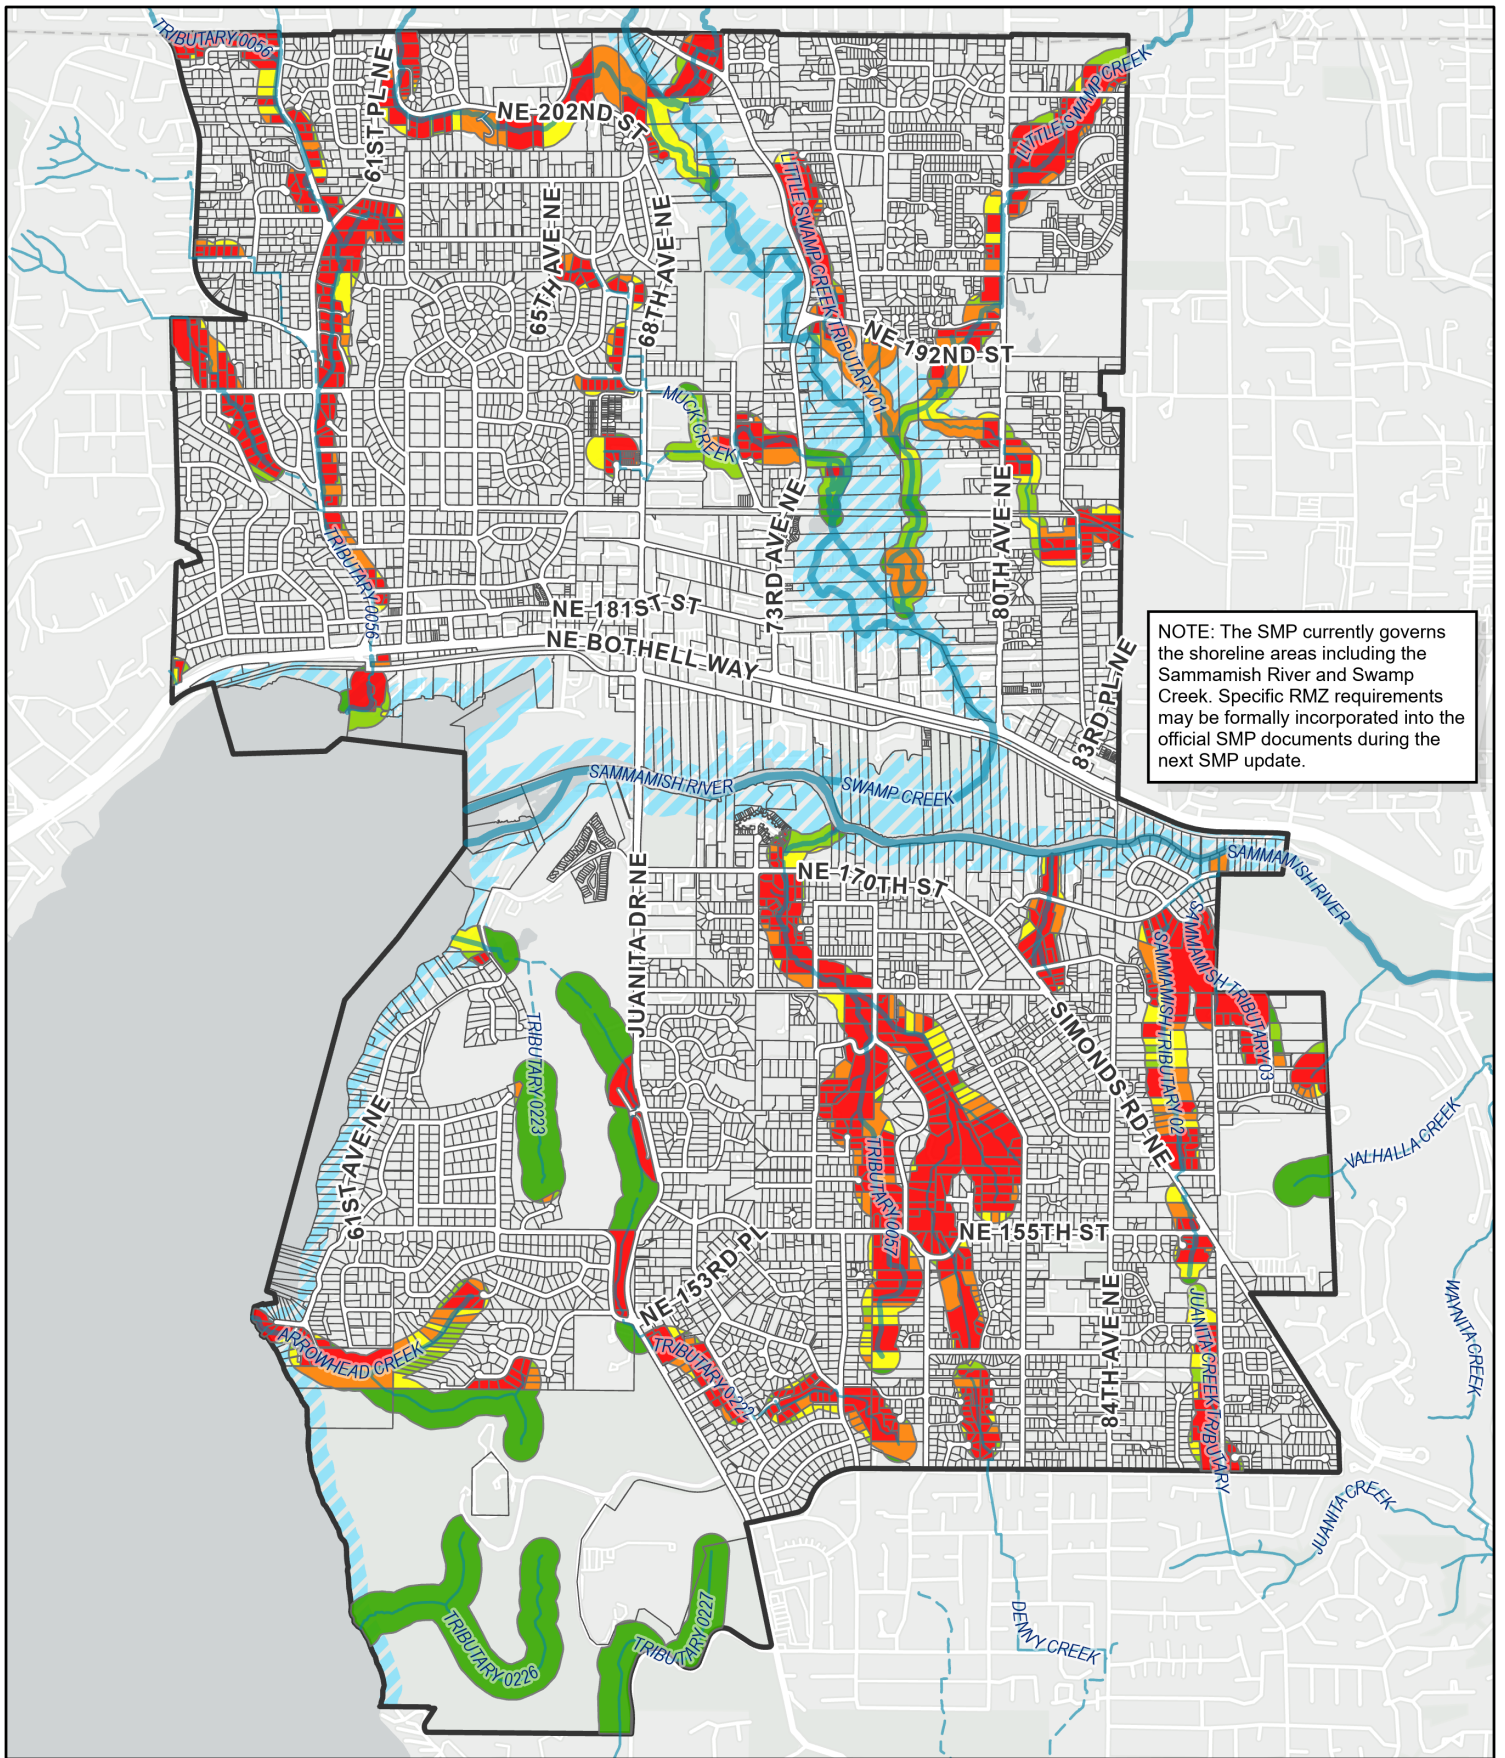 TRIBUTARY 0056
61ST PL NE
NE 202ND ST
LITTLE SWAMP CREEK
LITTLE SWAMP CREEK
LITTLE SWAMP CREEK TRIBUTARY 01
65TH AVE NE
68TH AVE NE
NE 192ND ST
MUCK CREEK
73RD AVE NE
80TH AVE NE
TRIBUTARY 0056
NE 181ST ST
NE BOTHELL WAY
83RD PL NE
NOTE: The SMP currently governs
the shoreline areas including the
Sammamish River and Swamp
Creek. Specific RMZ requirements
may be formally incorporated into the
official SMP documents during the
next SMP update.
SAMMAMISH RIVER
SWAMP CREEK
SAMMAMISH RIVER
NE 170TH ST
JUANITA DR NE
SAMMAMISH TRIBUTARY 03
SAMMAMISH TRIBUTARY 02
SIMONDS RD NE
TRIBUTARY 0223
61ST AVE NE
VALHALLA CREEK
TRIBUTARY 0057
NE 155TH ST
NE 153RD PL
84TH AVE NE
WAYNITA CREEK
ARROWHEAD CREEK
TRIBUTARY 0222
JUANITA CREEK TRIBUTARY
JUANITA CREEK
DENNY CREEK
TRIBUTARY 0226
TRIBUTARY 0227